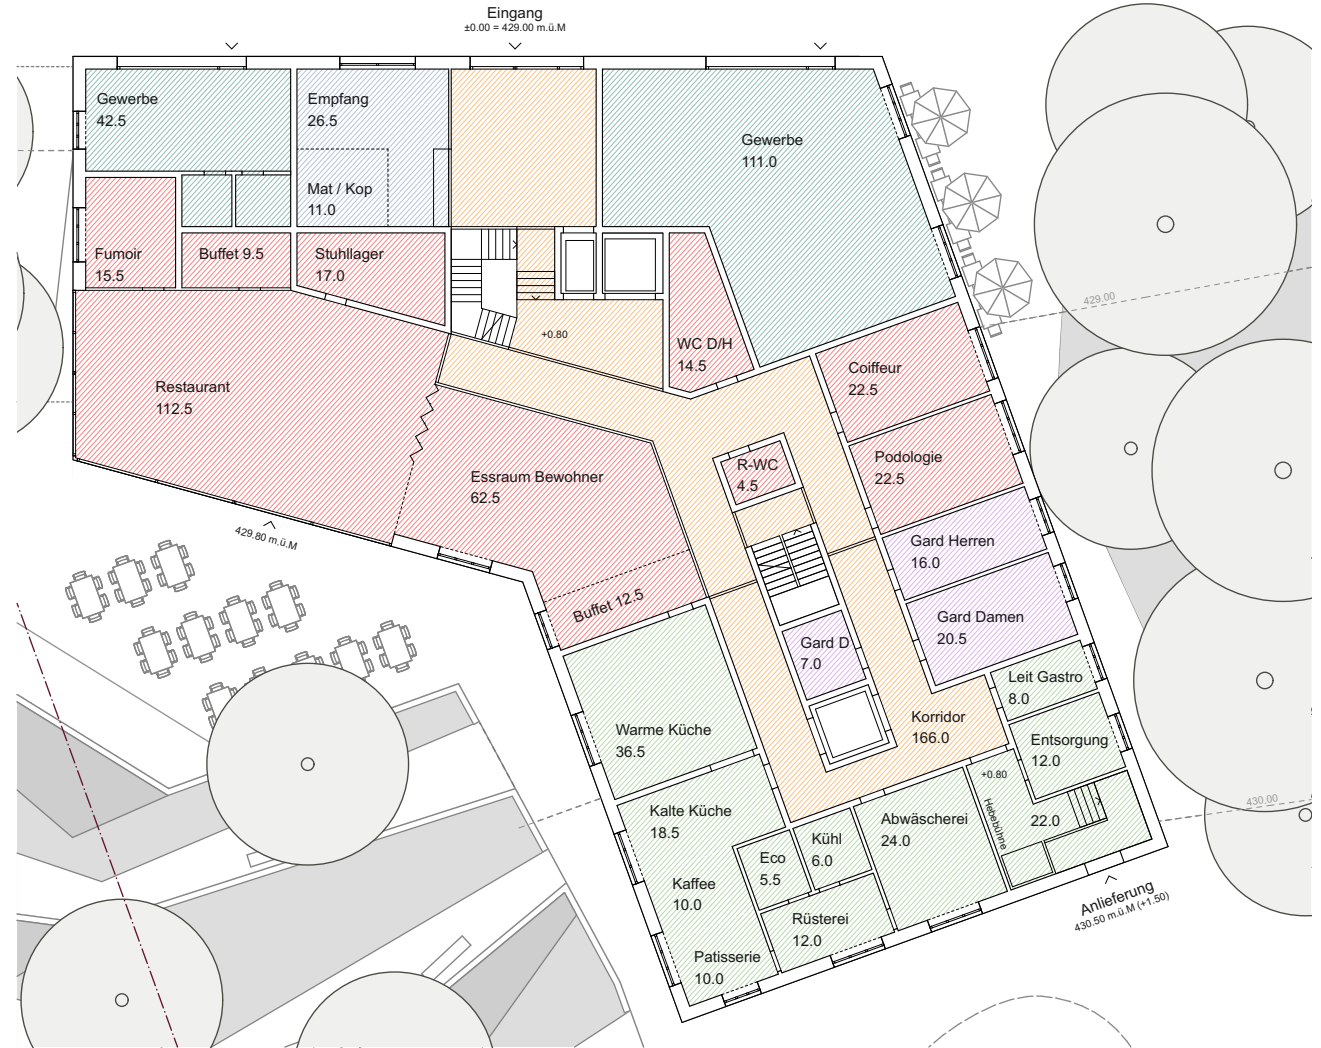 Eingang
±0.00 = 429.00 m.ü.M
Gewerbe
42.5
Empfang
26.5
Mat / Kop
11.0
Gewerbe
111.0
Fumoir
15.5
Buffet 9.5
Stuhllager
17.0
+0.80
WC D/H
14.5
429.00
Restaurant
112.5
Coiffeur
22.5
Essraum Bewohner
62.5
R-WC
4.5
Podologie
22.5
429.80 m.ü.M
Gard Herren
16.0
Buffet 12.5
Gard Damen
20.5
Gard D
7.0
Leit Gastro
8.0
Warme Küche
36.5
Korridor
166.0
Entsorgung
12.0
+0.80
Hebebühne
22.0
430.00
Kalte Küche
18.5
Abwäscherei
24.0
Kühl
6.0
Eco
5.5
Kaffee
10.0
Rüsterei
12.0
Patisserie
10.0
Anlieferung
430.50 m.ü.M (+1.50)